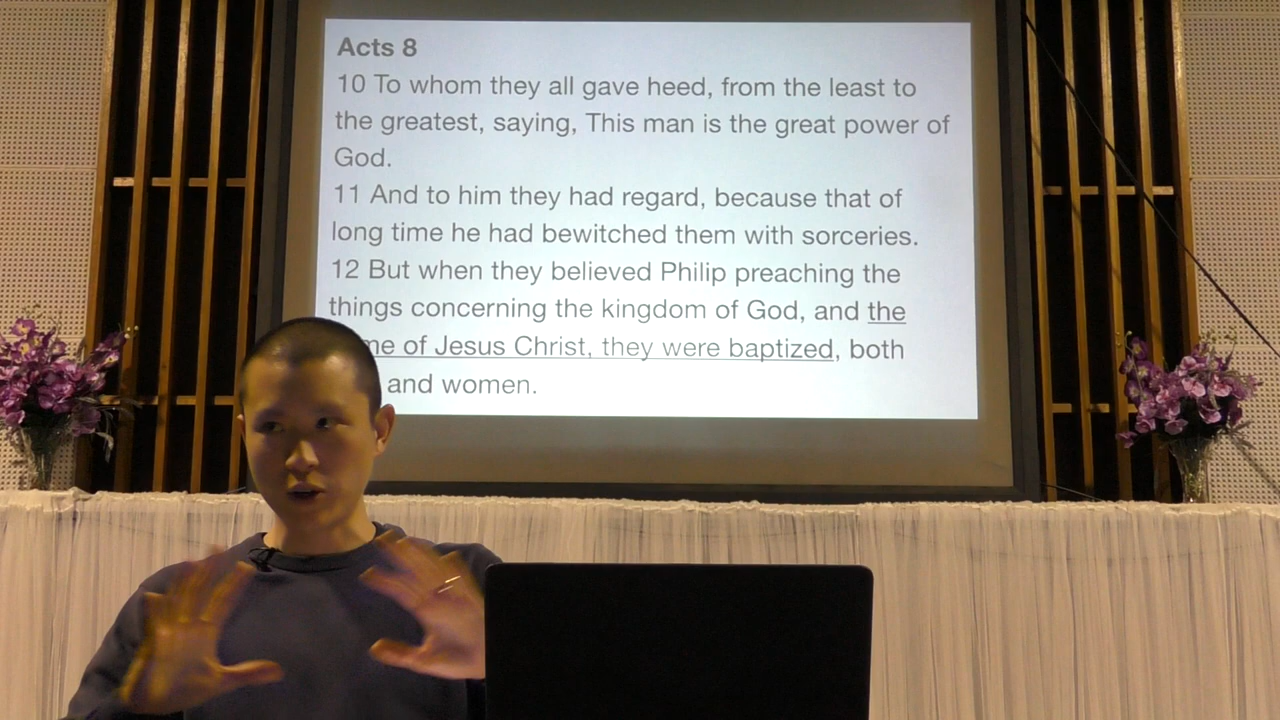 Acts 8
10 To whom they all gave heed, from the least to
the greatest, saying, This man is the great power of
God.
11 And to him they had regard, because that of
long time he had bewitched them with sorceries.
12 But when they believed Philip preaching the
things concerning the kingdom of God, and the
me of Jesus Christ, they were baptized, both
and women.